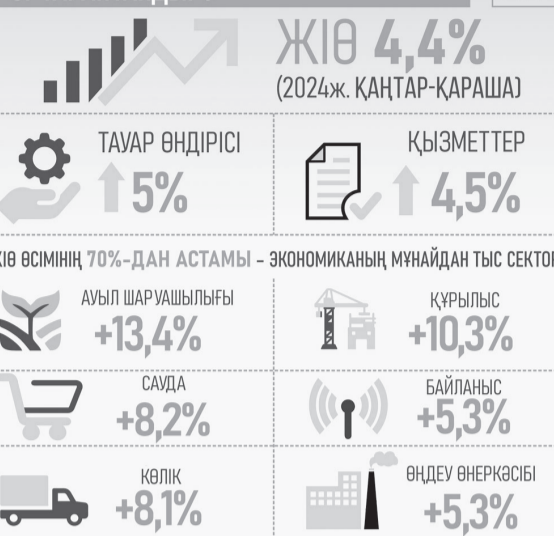 ЖІӨ 4,4%
(2024ж. ҚАҢТАР-ҚАРАША)
ТАУАР ӨНДІРІСІ
5%
ҚЫЗМЕТТЕР
4,5%
ӨСІМІНІҢ 70%-ДАН АСТАМЫ – ЭКОНОМИКАНЫҢ МҰНАЙДАН ТЫС
АУЫЛ ШАРУАШЫЛЫҒЫ
+13,4%
ҚҰРЫЛЫС
+10,3%
САУДА
+8,2%
БАЙЛАНЫС
+5,3%
КӨЛІК
+8,1%
ӨҢДЕУ ӨНЕРКӘСІБІ
+5,3%